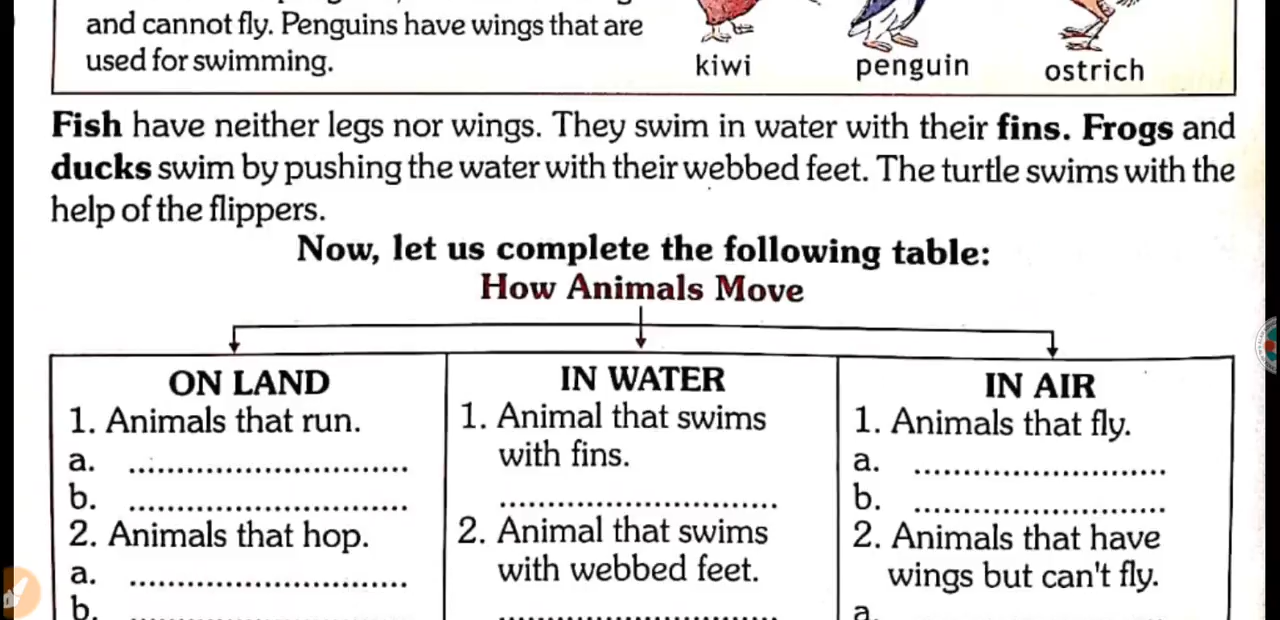 and cannot fly. Penguins have wings that are
used for swimming.
kiwi
penguin
ostrich
Fish have neither legs nor wings. They swim in water with their fins. Frogs and
ducks swim by pushing the water with their webbed feet. The turtle swims with the
help of the flippers.
Now, let us complete the following table:
How Animals Move
ON LAND
1. Animals that run.
a. ............................
b. ............................
2. Animals that hop.
a. ............................
b. ............................
IN WATER
1. Animal that swims
with fins.
............................
2. Animal that swims
with webbed feet.
............................
IN AIR
1. Animals that fly.
a. ..........................
b. ..........................
2. Animals that have
wings but can't fly.
a.